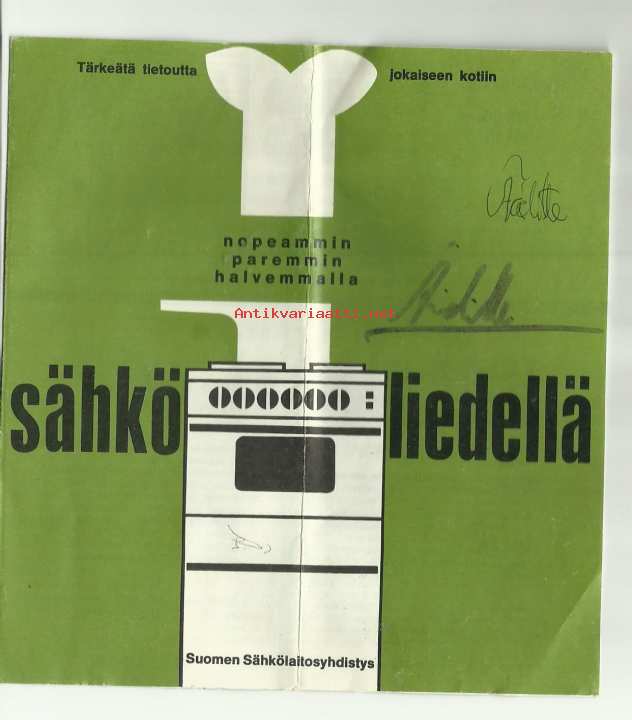 Tärkeätä tietoutta jokaiseen kotiin
nopeammin
paremmin
halvemmalla
Antikvariaatti.net
sähkö liedellä
Suomen Sähkölaitosyhdistys